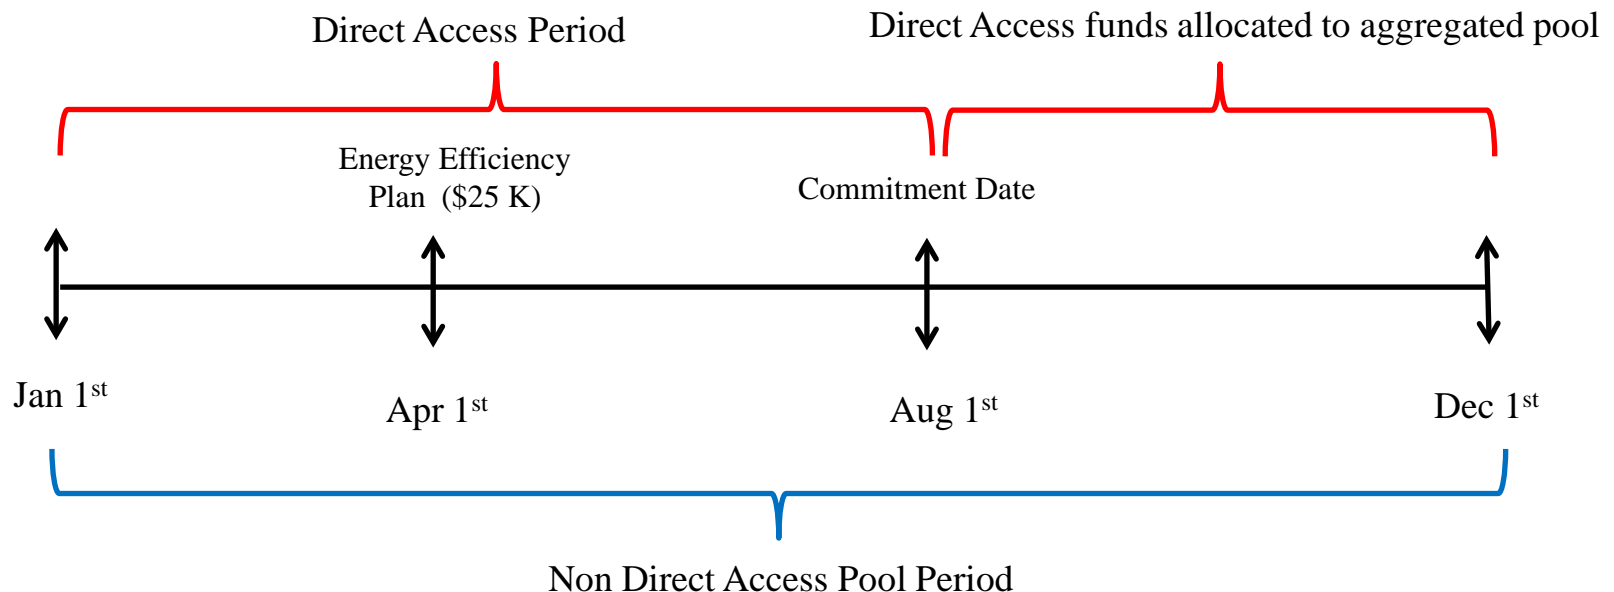 Direct Access Period
Direct Access funds allocated to aggregated pool
Energy Efficiency
Plan ($25 K)
Commitment Date
Jan 1st
Apr 1st
Aug 1st
Dec 1st
Non Direct Access Pool Period